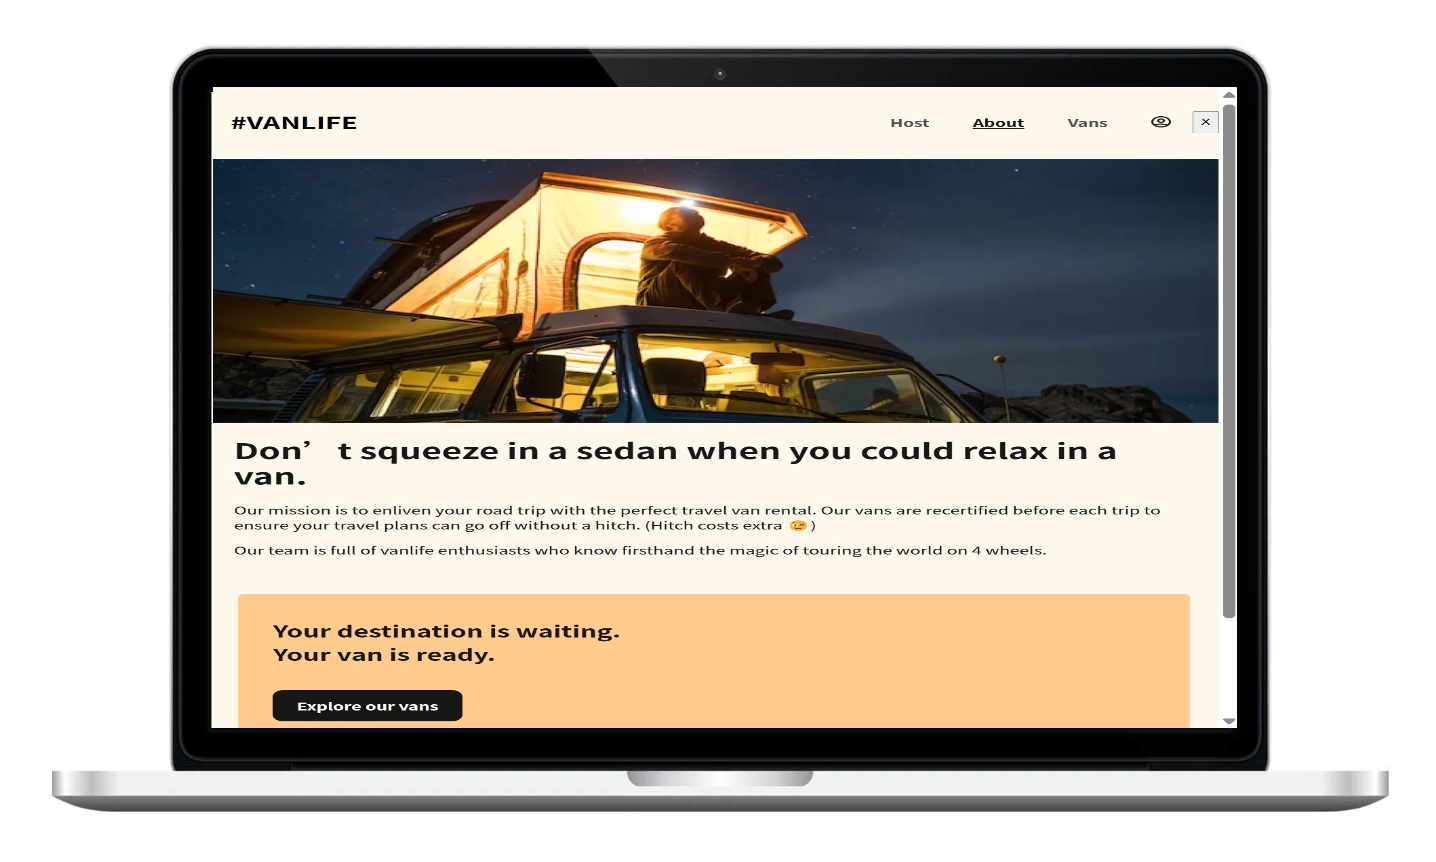 #VANLIFE
Host About Vans ×
Don’ t squeeze in a sedan when you could relax in a
van.
Our mission is to enliven your road trip with the perfect travel van rental. Our vans are recertified before each trip to
ensure your travel plans can go off without a hitch. (Hitch costs extra 😉)
Our team is full of vanlife enthusiasts who know firsthand the magic of touring the world on 4 wheels.
Your destination is waiting.
Your van is ready.
Explore our vans